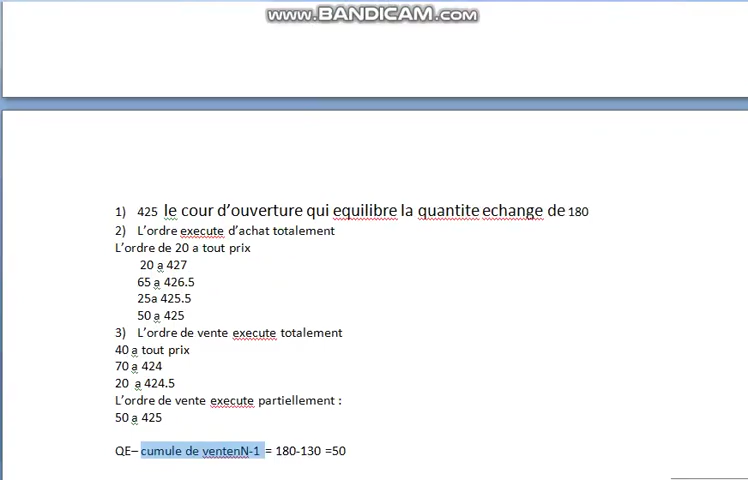 www.BANDICAM.com
1) 425 le cour d’ouverture qui equilibre la quantite echange de 180
2) L’ordre execute d’achat totalement
L’ordre de 20 a tout prix
20 a 427
65 a 426.5
25a 425.5
50 a 425
3) L’ordre de vente execute totalement
40 a tout prix
70 a 424
20 a 424.5
L’ordre de vente execute partiellement :
50 a 425
QE– cumule de ventenN-1 = 180-130 =50